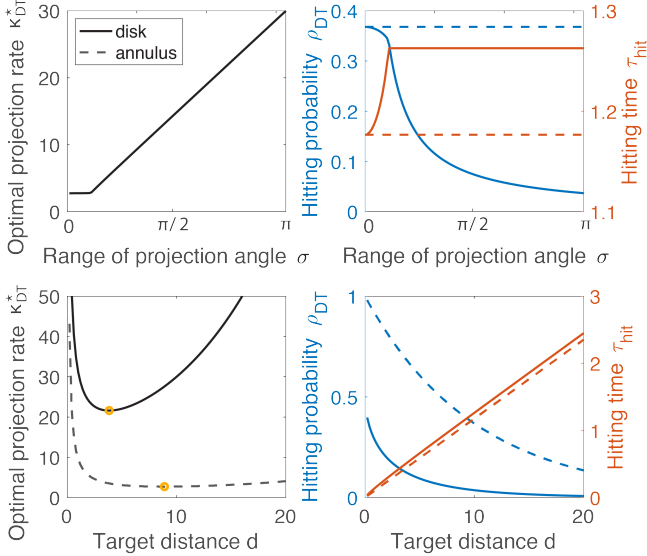 Optimal projection rate κ*DT
30
20
10
0
0
π/2
π
Range of projection angle σ
disk
annulus
Hitting probability ρDT
0.4
0.3
0.2
0.1
0
0
π/2
π
Range of projection angle σ
1.3
1.2
1.1
Hitting time τhit
Optimal projection rate κ*DT
50
40
30
20
10
0
0
10
20
Target distance d
Hitting probability ρDT
1
0.5
0
0
10
20
Target distance d
3
2
1
0
Hitting time τhit